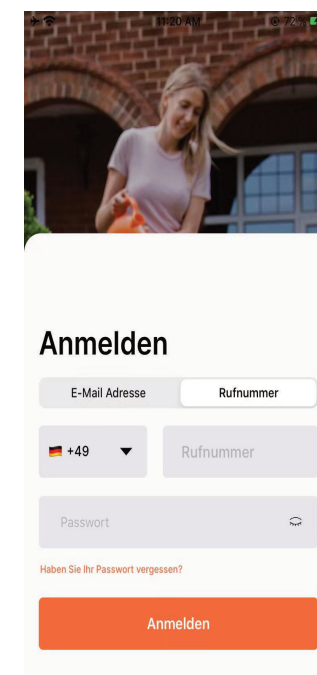 11:20 AM 72 %
Anmelden
E-Mail Adresse Rufnummer
+49 Rufnummer
Passwort
Haben Sie Ihr Passwort vergessen?
Anmelden